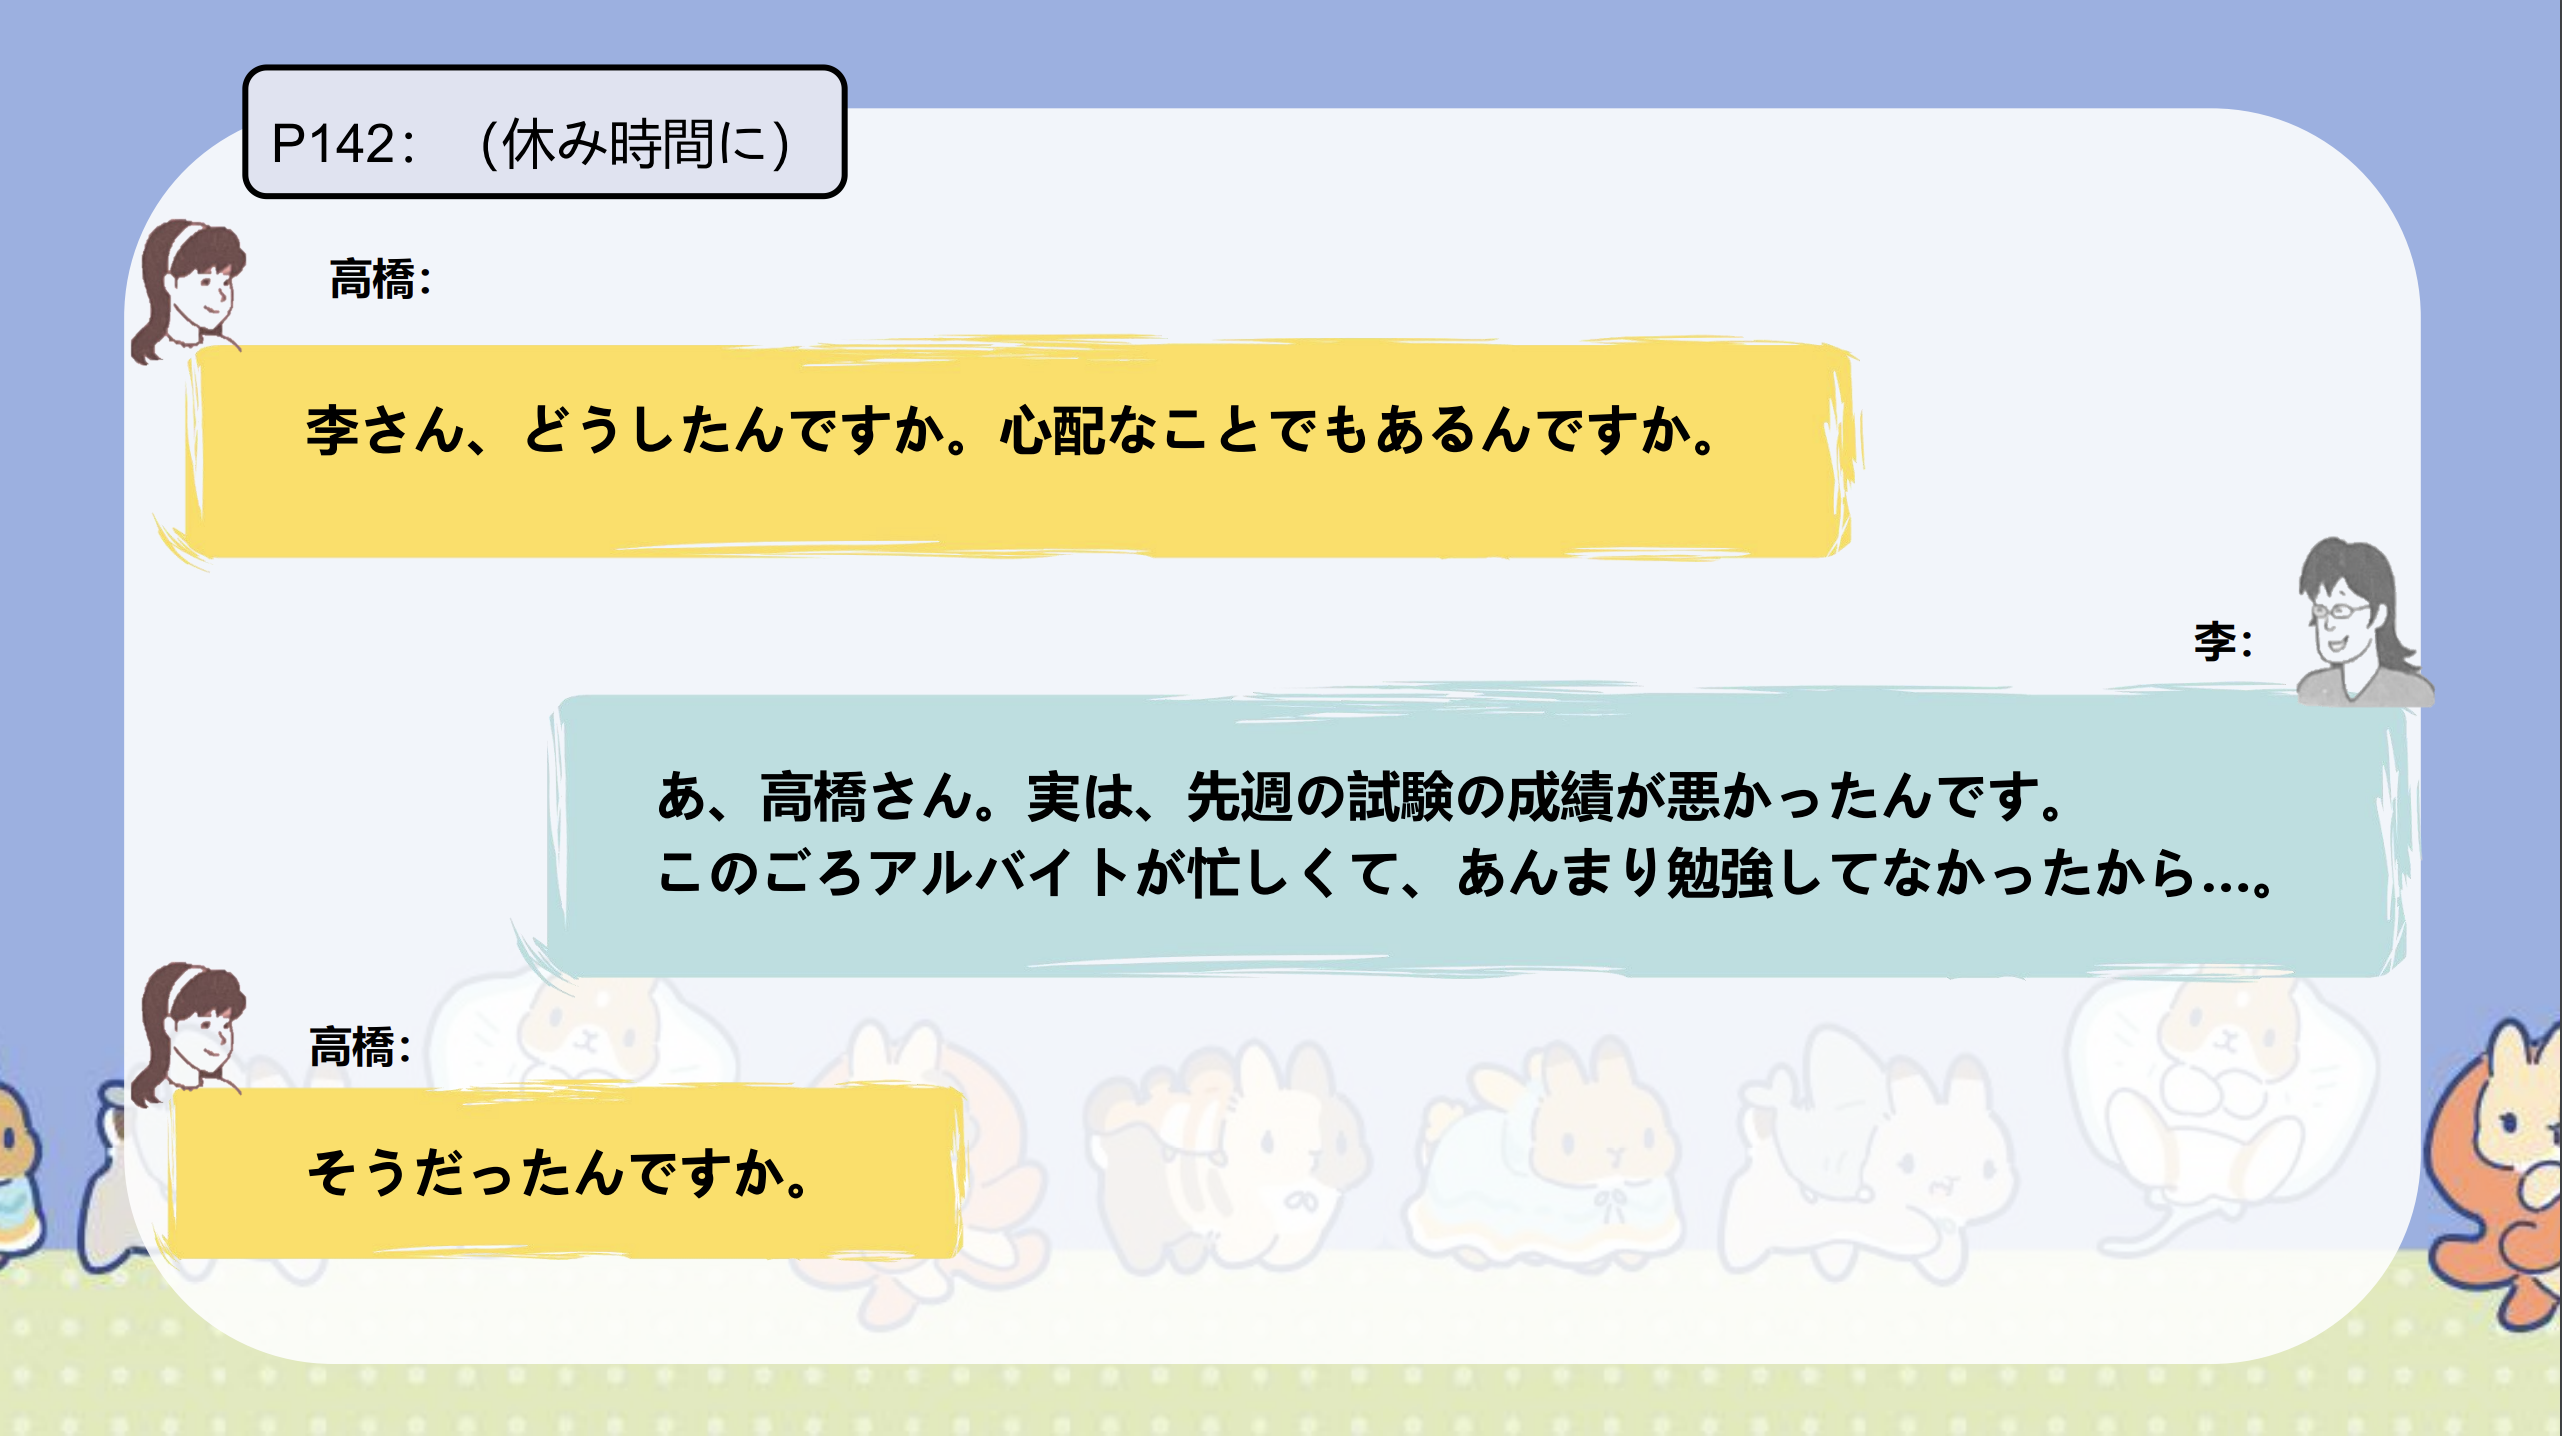 P142：（休み時間に）
高橋：
李さん、どうしたんですか。心配なことでもあるんですか。
李：
あ、高橋さん。実は、先週の試験の成績が悪かったんです。
このごろアルバイトが忙しくて、あんまり勉強してなかったから…。
高橋：
そうだったんですか。